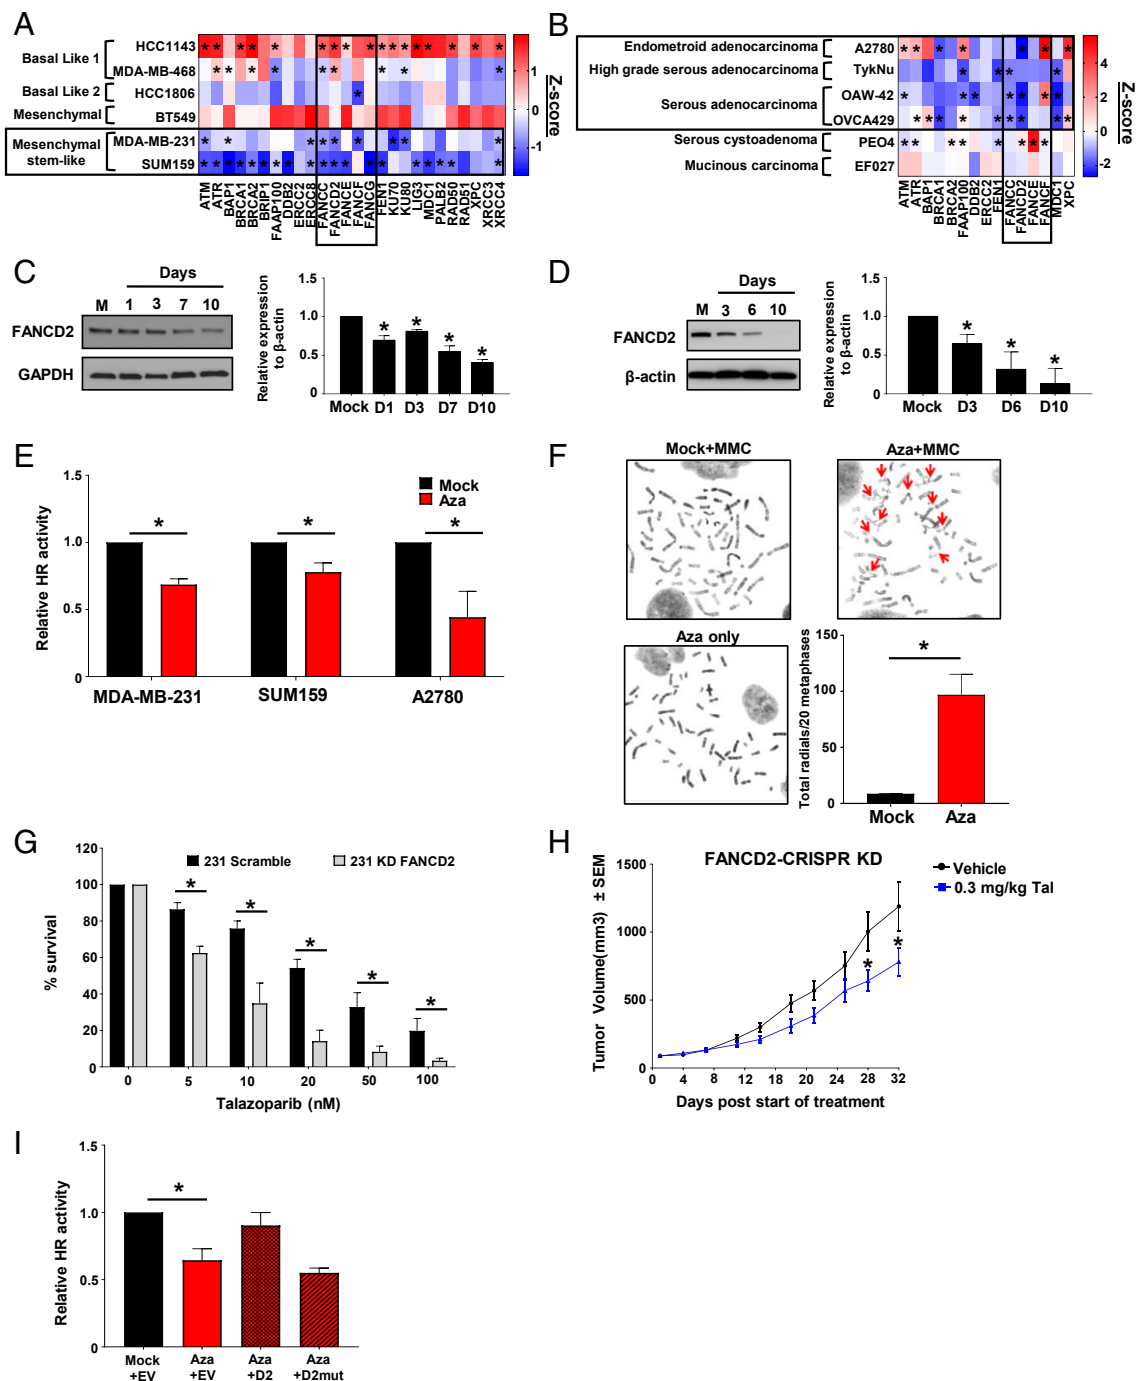 A
Basal Like 1
HCC1143
MDA-MB-468
Basal Like 2
HCC1806
Meschymal
BT549
Mesenchymal
stem-like
MDA-MB-231
SUM159
1
0
-1
Z-score
ATM
ATR
BAP1
BRCA1
BRCA2
BRIP1
FAAP100
DDB2
ERCC2
ERCC8
FANCC
FANCD2
FANCE
FANCF
FANCG
FEN1
KU70
KU80
LIG3
MDC1
PALB2
RAD50
RAD51
XPC
XRCC3
XRCC4
B
Endometroid adenocarcinoma
A2780
High grade serous adenocarcinoma
TykNu
Serous adenocarcinoma
OAW-42
OVCA429
Serous cystoadenoma
PEO4
Mucinous carcinoma
EF027
4
2
0
-2
Z-score
ATM
ATR
BAP1
BRCA1
BRCA2
FAAP100
DDB2
ERCC2
FEN1
FANCC
FANCD2
FANCE
FANCF
MDC1
XPC
C
Days
M 1 3 7 10
FANCD2
GAPDH
Relative expression
to β-actin
1.5
1.0
0.5
0
* * * *
Mock D1 D3 D7 D10
D
Days
M 3 6 10
FANCD2
β-actin
Relative expression
to β-actin
1.5
1.0
0.5
0
* * *
Mock D3 D6 D10
E
Relative HR activity
1.5
1.0
0.5
0
Mock
Aza
* * *
MDA-MB-231 SUM159 A2780
F
Mock+MMC
Aza+MMC
Aza only
Total radials/20 metaphases
150
100
50
0
*
Mock Aza
G
% survival
120
100
80
60
40
20
0
231 Scramble 231 KD FANCD2
* * * * *
0 5 10 20 50 100
Talazoparib (nM)
H
FANCD2-CRISPR KD
Tumor Volume(mm3) ± SEM
1500
1000
500
0
Vehicle
0.3 mg/kg Tal
* *
0 4 8 12 16 20 24 28 32
Days post start of treatment
I
Relative HR activity
1.5
1.0
0.5
0
*
Mock Aza Aza Aza
+EV +EV +D2 +D2mut